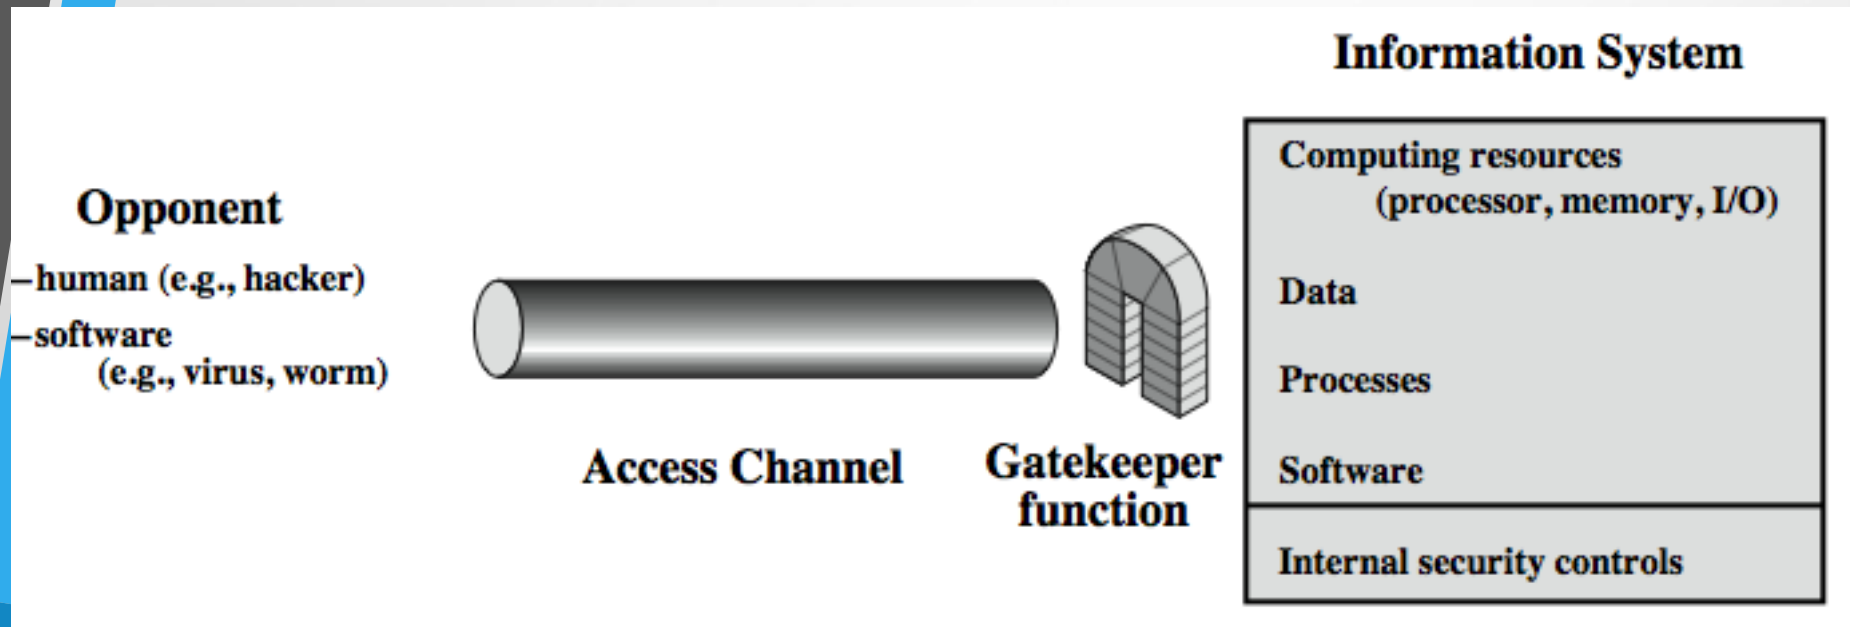 Information System
Computing resources
(processor, memory, I/O)
Opponent
–human (e.g., hacker)
Data
–software
(e.g., virus, worm)
Processes
Access Channel
Gatekeeper
function
Software
Internal security controls